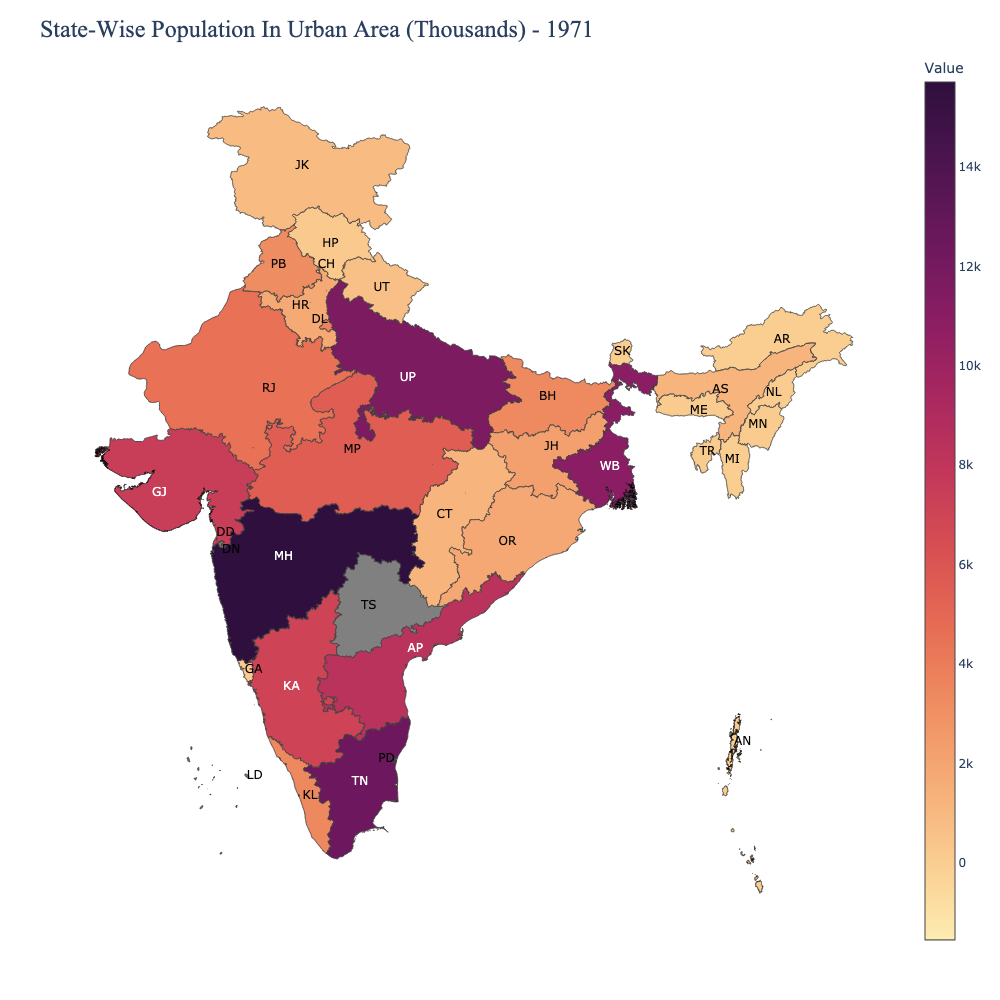 State-Wise Population In Urban Area (Thousands) - 1971
Value
14k
12k
10k
8k
6k
4k
2k
0
JK
HP
PB
CH
UT
HR
DL
RJ
UP
BH
SK
AR
AS
NL
ME
MN
TR
MI
MP
JH
WB
GJ
CT
OR
DD
DN
MH
TS
AP
GA
KA
PD
TN
LD
KL
AN